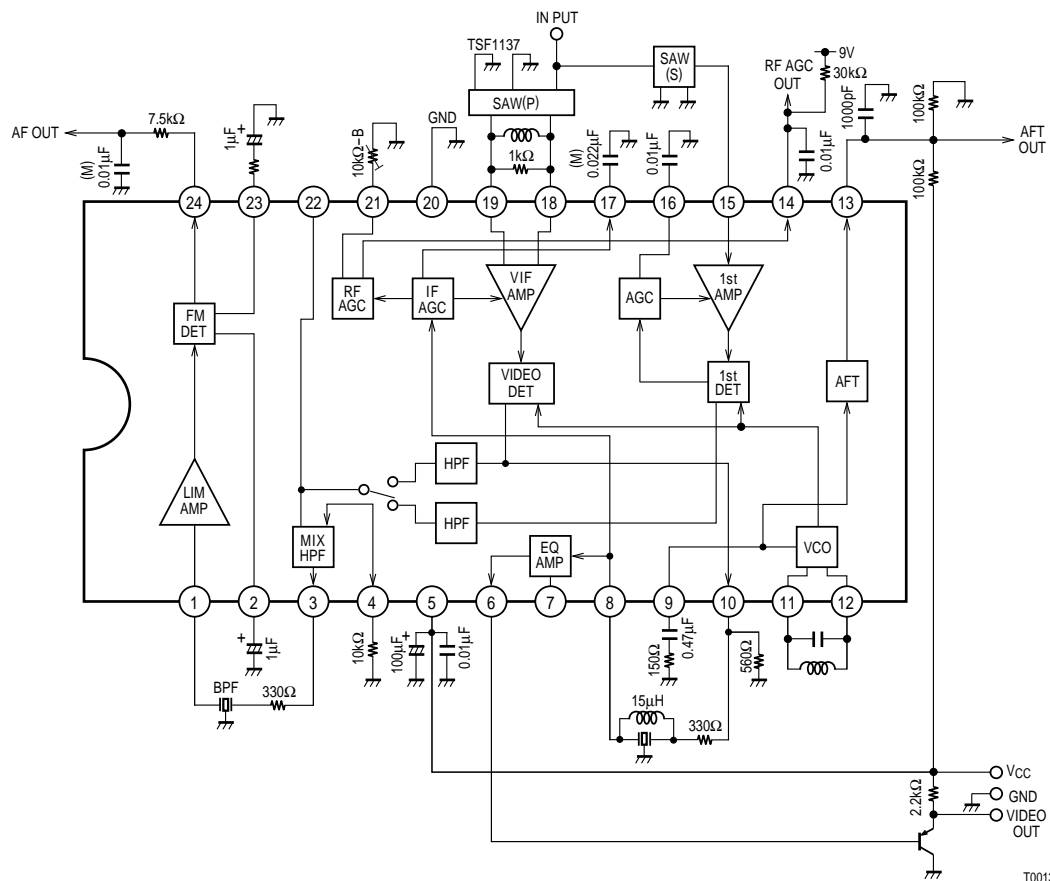 IN PUT
TSF1137
SAW
(S)
SAW(P)
9V
30kΩ
RF AGC
OUT
1000pF
100kΩ
AF OUT
7.5kΩ
(M)
0.01µF
1µF
+
10kΩ-B
GND
1kΩ
(M)
0.022µF
0.01µF
0.01µF
AFT
OUT
100kΩ
24
23
22
21
20
19
18
17
16
15
14
13
RF
AGC
IF
AGC
VIF
AMP
AGC
1st
AMP
FM
DET
VIDEO
DET
1st
DET
AFT
HPF
HPF
LIM
AMP
MIX
HPF
EQ
AMP
VCO
1
2
3
4
5
6
7
8
9
10
11
12
+
1µF
10kΩ
100µF
+
0.01µF
150Ω
0.47µF
560Ω
BPF
330Ω
15µH
330Ω
VCC
2.2kΩ
GND
VIDEO
OUT